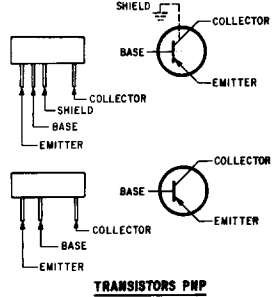 SHIELD
COLLECTOR
BASE
EMITTER
COLLECTOR
SHIELD
BASE
EMITTER
COLLECTOR
BASE
EMITTER
COLLECTOR
BASE
EMITTER
TRANSISTORS PNP